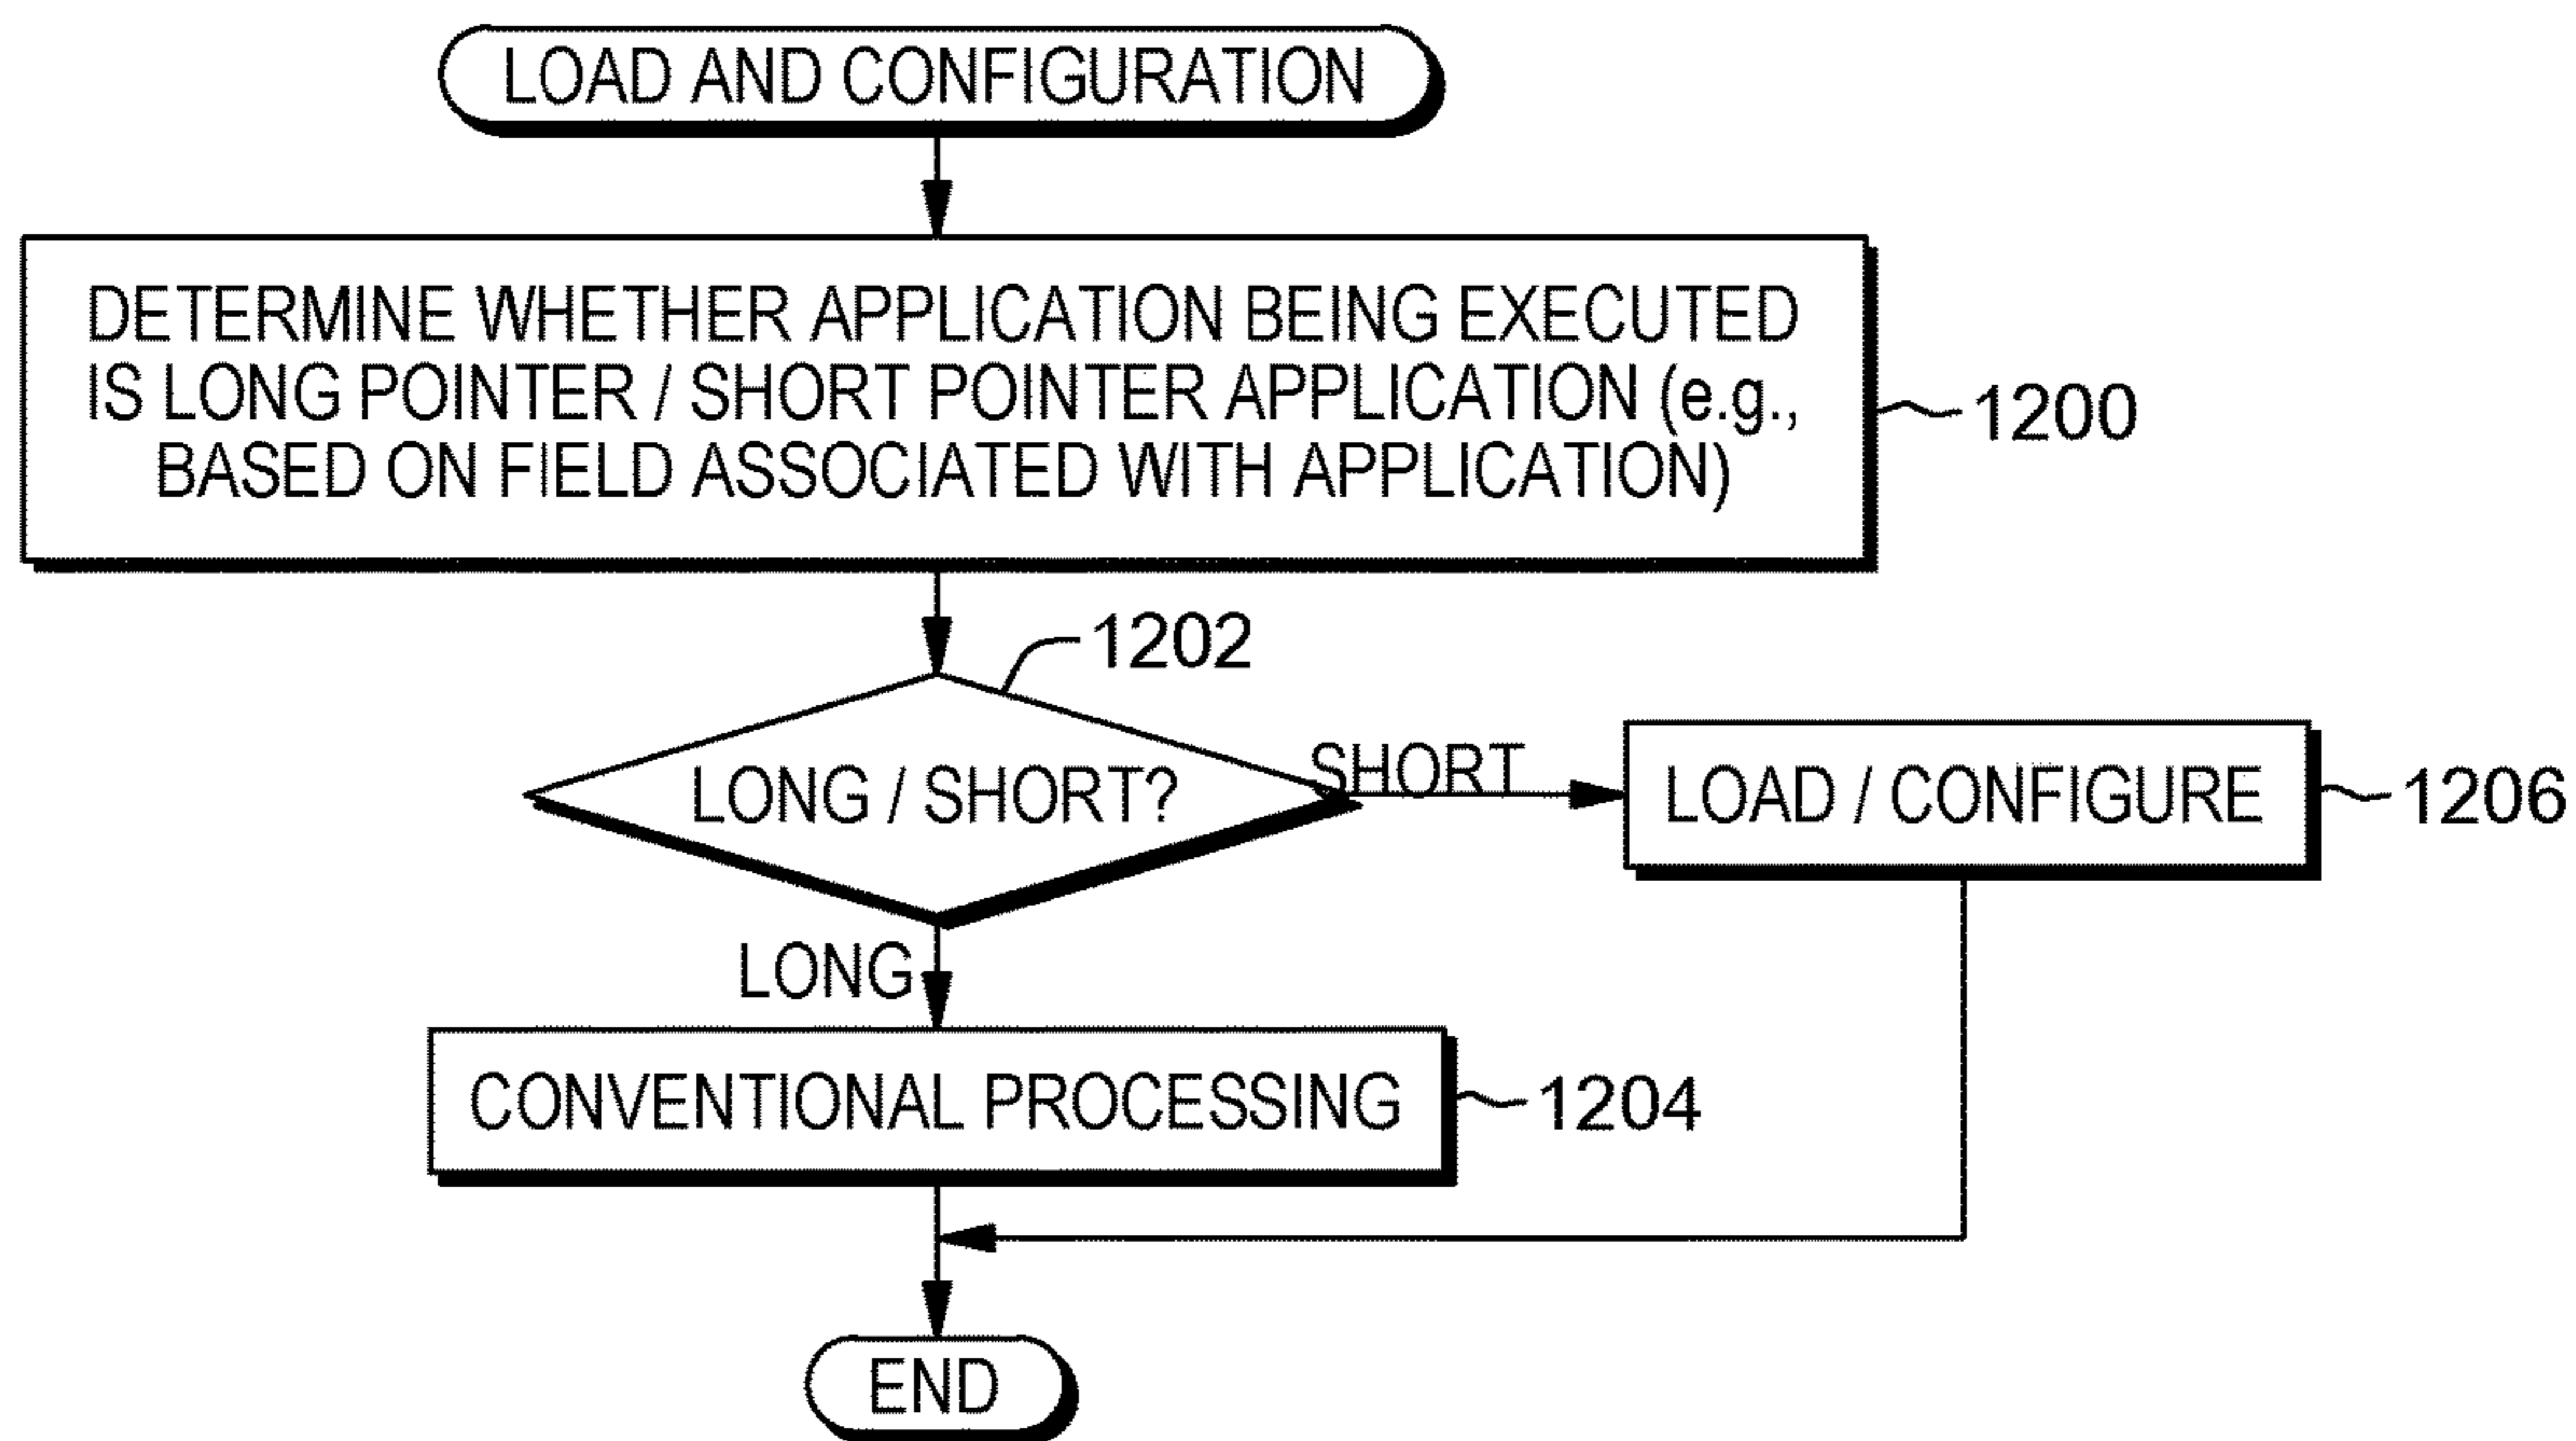 LOAD AND CONFIGURATION
DETERMINE WHETHER APPLICATION BEING EXECUTED
IS LONG POINTER / SHORT POINTER APPLICATION (e.g.,
BASED ON FIELD ASSOCIATED WITH APPLICATION)
1200
1202
LONG / SHORT?
SHORT
LOAD / CONFIGURE
1206
LONG
CONVENTIONAL PROCESSING
1204
END